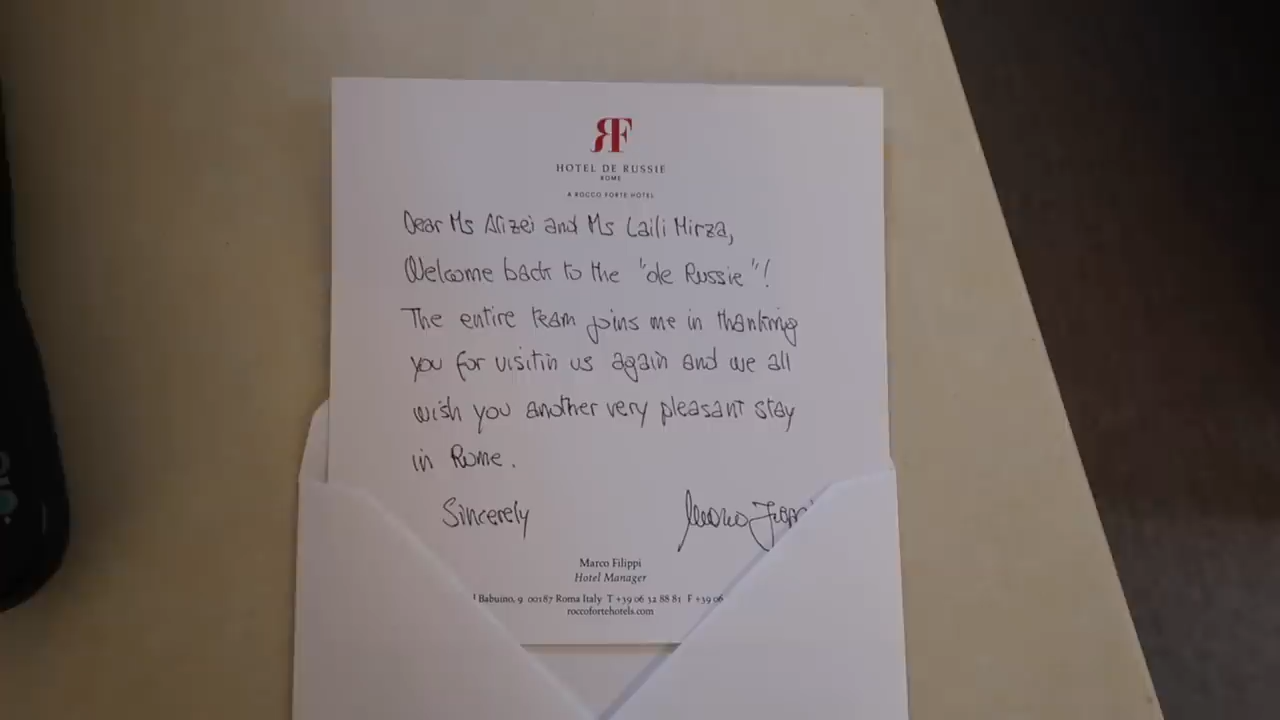 RF
HOTEL DE RUSSIE
ROME
A ROCCO FORTE HOTEL
Dear Ms Alizei and Ms Laili Mirza,
Welcome back to the "de Russie"!
The entire team joins me in thanking
you for visitin us again and we all
wish you another very pleasant stay
in Rome.
Sincerely
Marco Filippi
Hotel Manager
Babuino, 9 00187 Roma Italy T +39 06 32 88 81 F +39 06
roccofortehotels.com